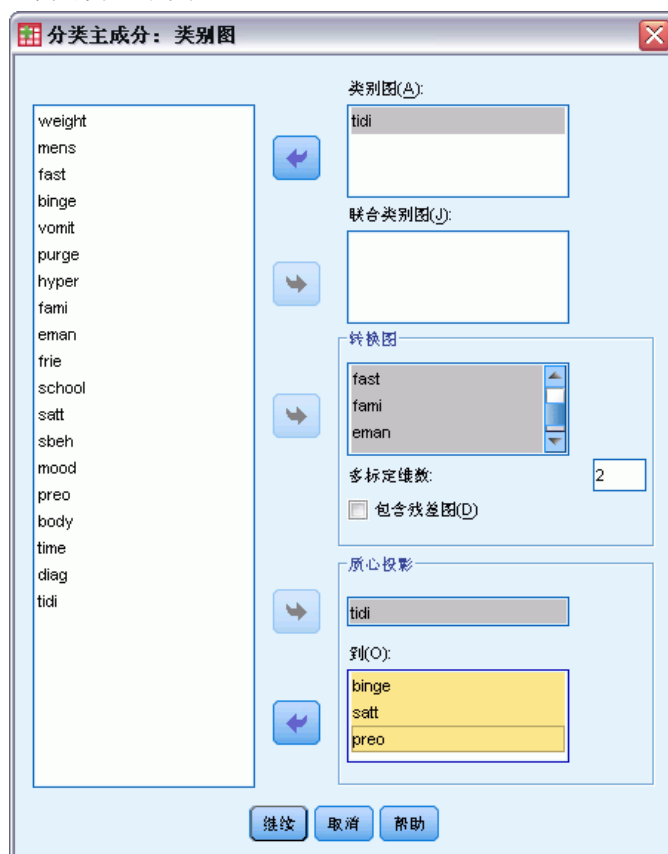 分类主成分：类别图
weight
mens
fast
binge
vomit
purge
hyper
fami
eman
frie
school
satt
sbeh
mood
preo
body
time
diag
tidi
类别图(A):
tidi
联合类别图(J):
转换图
fast
fami
eman
多标定维数:
2
包含残差图(D)
质心投影
tidi
到(O):
binge
satt
preo
继续
取消
帮助